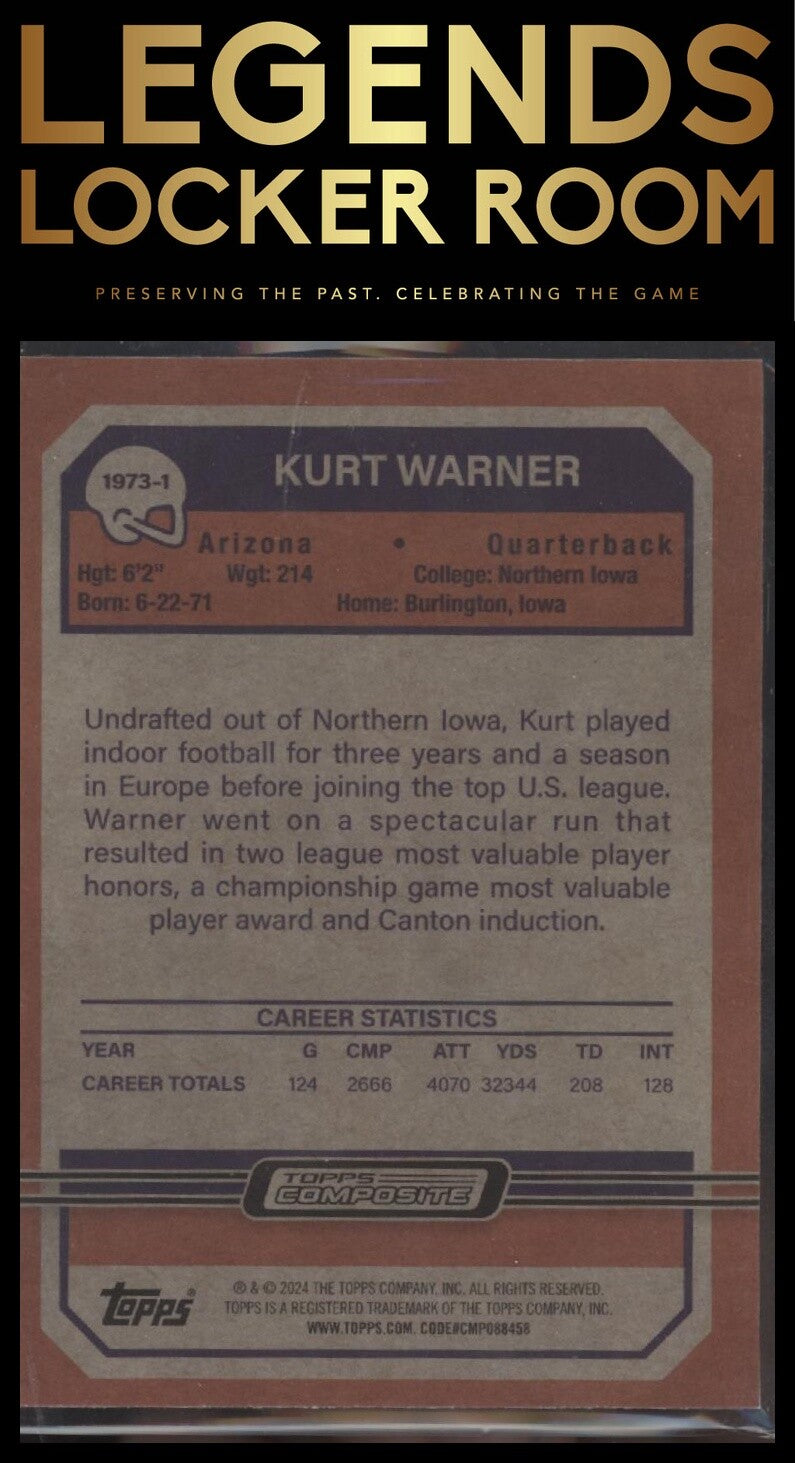 LEGENDS
LOCKER ROOM
PRESERVING THE PAST. CELEBRATING THE GAME
1973-1
KURT WARNER
Arizona • Quarterback
Hgt: 6'2" Wgt: 214 College: Northern Iowa
Born: 6-22-71 Home: Burlington, Iowa
Undrafted out of Northern Iowa, Kurt played
indoor football for three years and a season
in Europe before joining the top U.S. league.
Warner went on a spectacular run that
resulted in two league most valuable player
honors, a championship game most valuable
player award and Canton induction.
CAREER STATISTICS
YEAR G CMP ATT YDS TD INT
CAREER TOTALS 124 2666 4070 32344 208 128
TOPPS
COMPOSITE
topps®
® & © 2024 THE TOPPS COMPANY, INC. ALL RIGHTS RESERVED.
TOPPS IS A REGISTERED TRADEMARK OF THE TOPPS COMPANY, INC.
WWW.TOPPS.COM. CODE#CMP088458